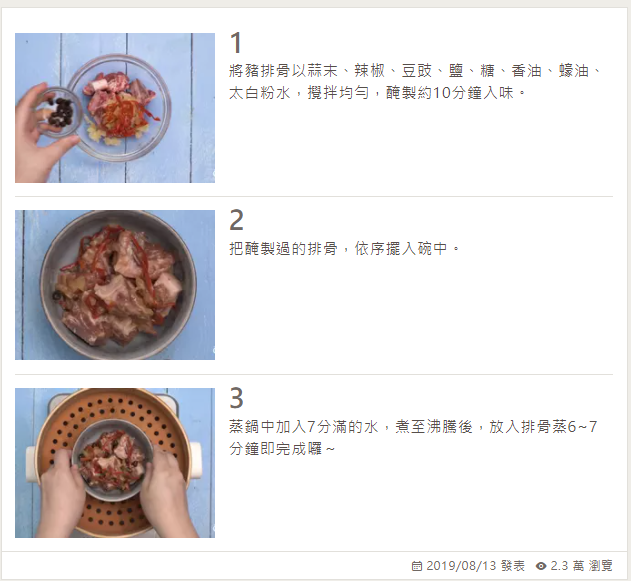 1
將豬排骨以蒜末、辣椒、豆豉、鹽、糖、香油、蠔油、
太白粉水，攪拌均勻，醃製約10分鐘入味。
2
把醃製過的排骨，依序擺入碗中。
3
蒸鍋中加入7分滿的水，煮至沸騰後，放入排骨蒸6~7
分鐘即完成囉～
2019/08/13 發表 2.3 萬 瀏覽